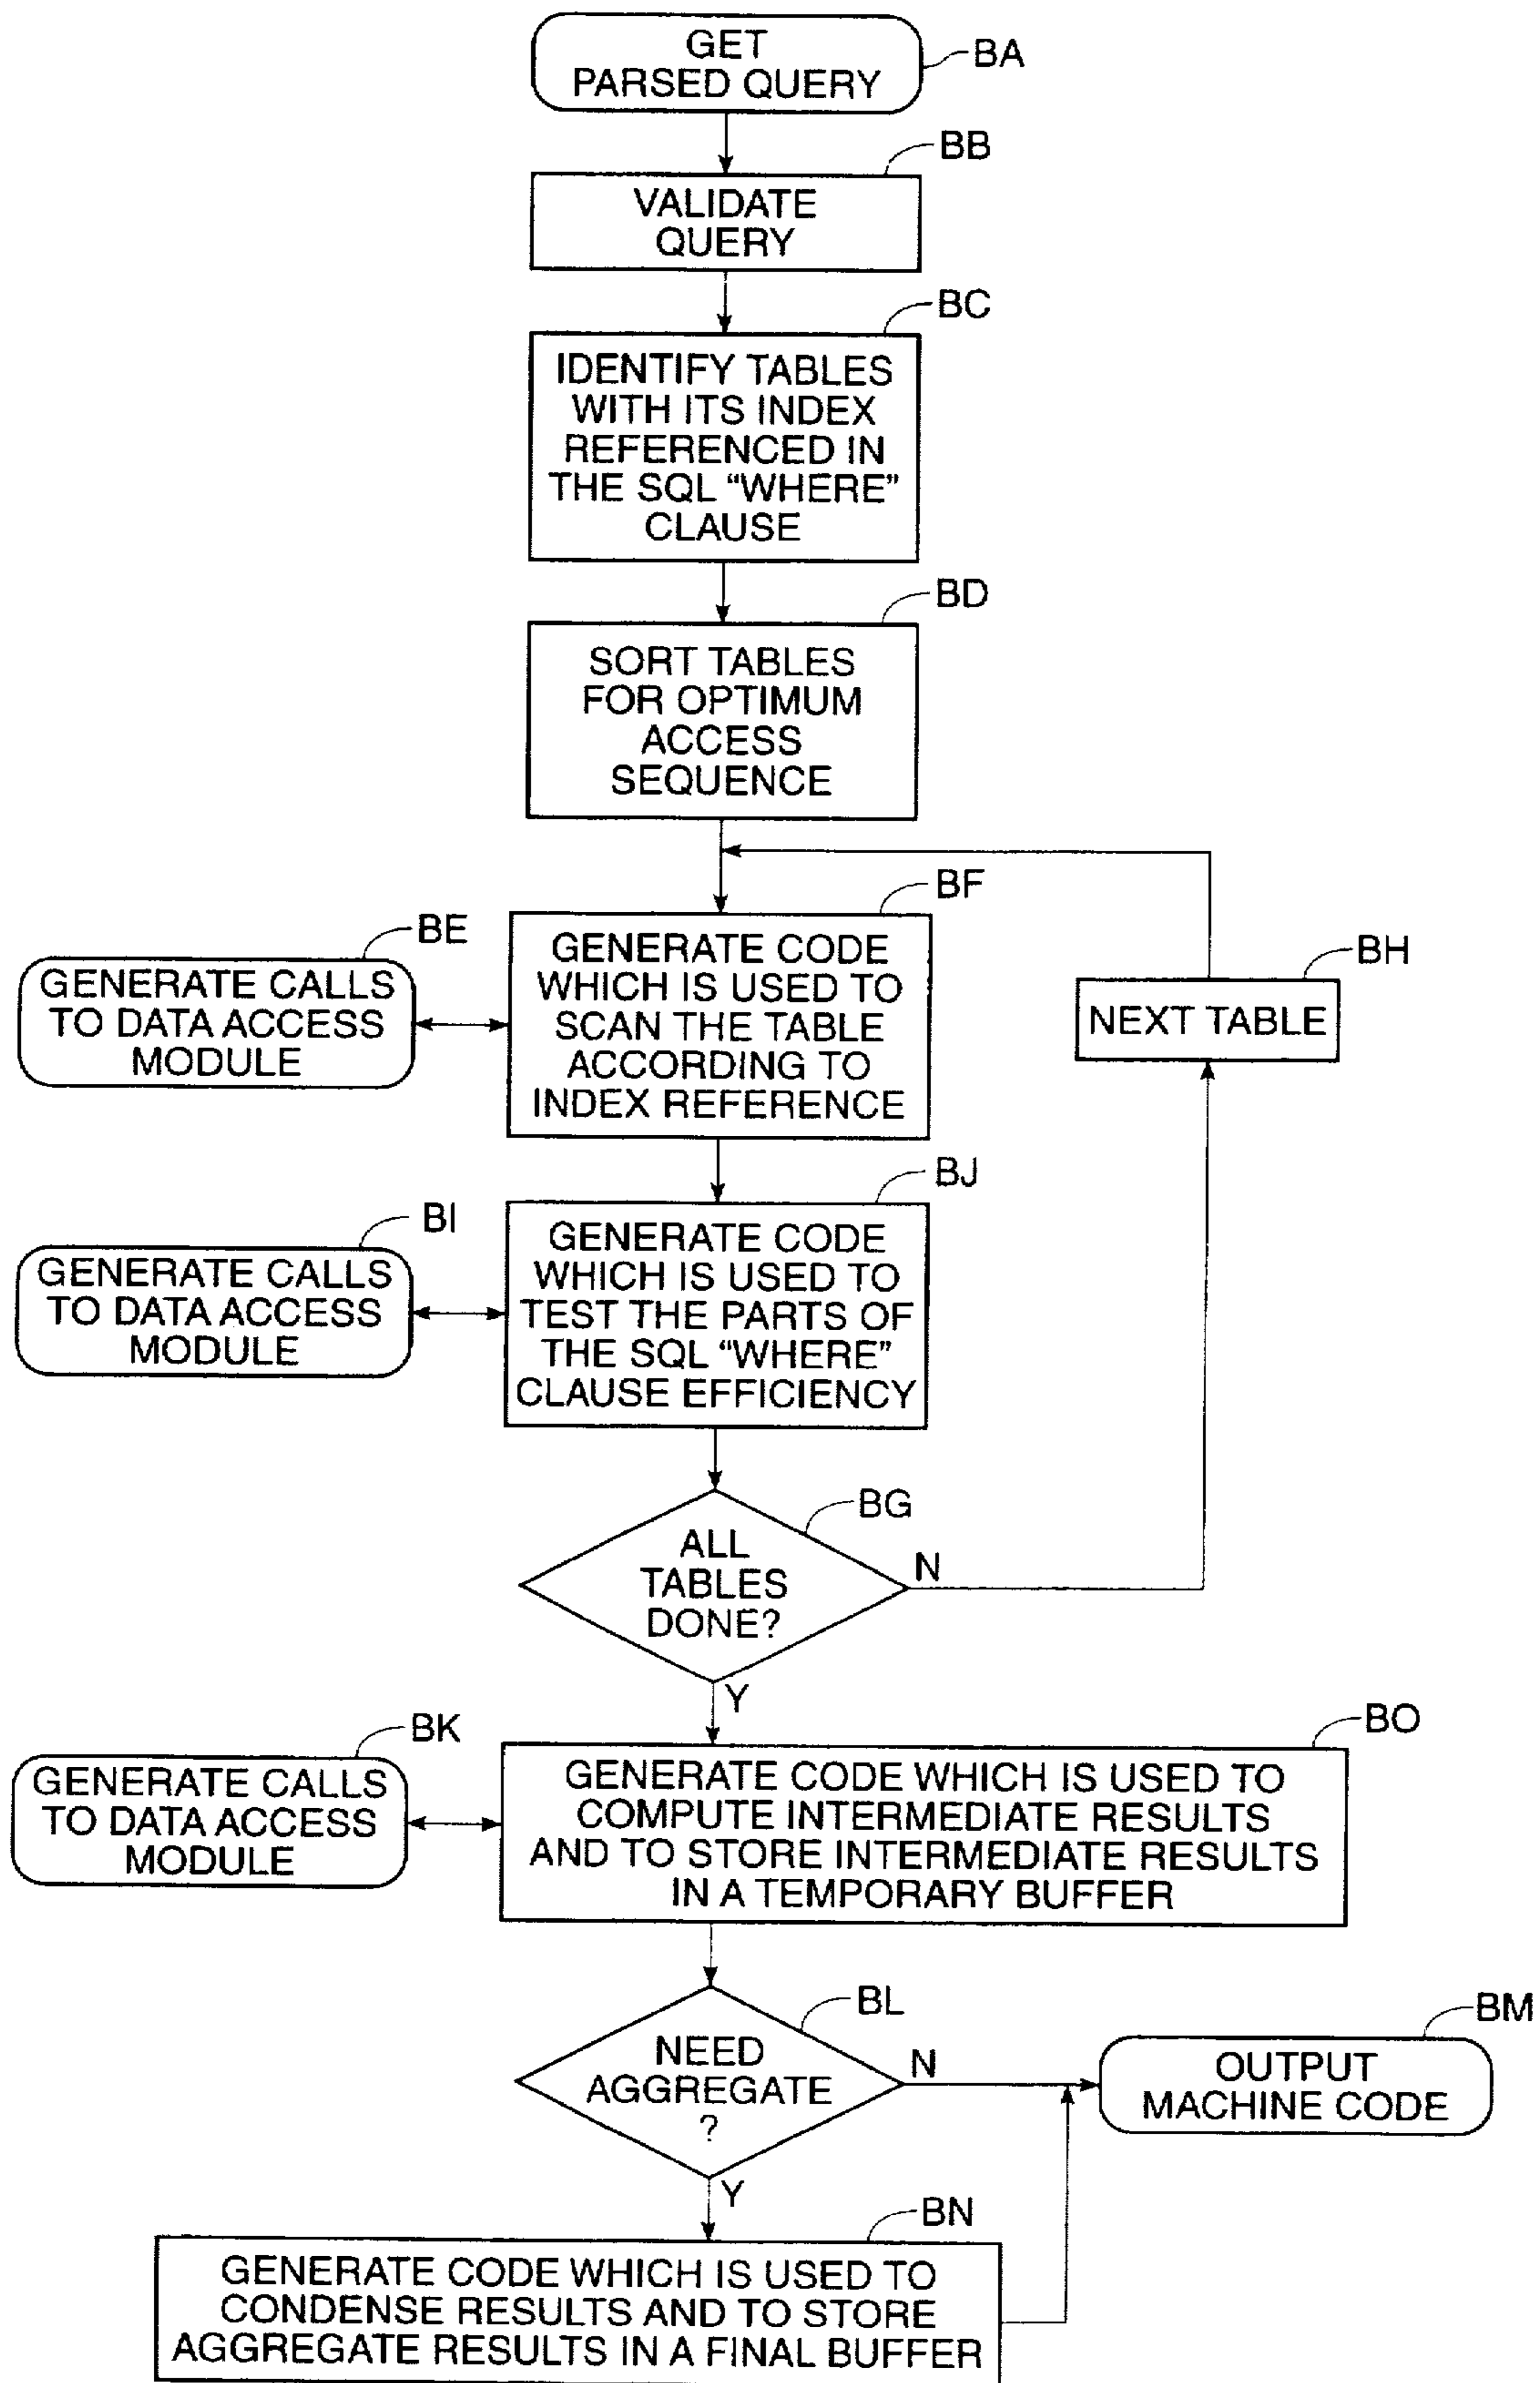 GET
PARSED QUERY
BA
BB
VALIDATE
QUERY
BC
IDENTIFY TABLES
WITH ITS INDEX
REFERENCED IN
THE SQL “WHERE”
CLAUSE
BD
SORT TABLES
FOR OPTIMUM
ACCESS
SEQUENCE
BE
GENERATE CALLS
TO DATA ACCESS
MODULE
BF
GENERATE CODE
WHICH IS USED TO
SCAN THE TABLE
ACCORDING TO
INDEX REFERENCE
BH
NEXT TABLE
BI
GENERATE CALLS
TO DATA ACCESS
MODULE
BJ
GENERATE CODE
WHICH IS USED TO
TEST THE PARTS OF
THE SQL “WHERE”
CLAUSE EFFICIENCY
BG
ALL
TABLES
DONE?
N
Y
BK
GENERATE CALLS
TO DATA ACCESS
MODULE
BO
GENERATE CODE WHICH IS USED TO
COMPUTE INTERMEDIATE RESULTS
AND TO STORE INTERMEDIATE RESULTS
IN A TEMPORARY BUFFER
BL
NEED
AGGREGATE
?
N
Y
BM
OUTPUT
MACHINE CODE
BN
GENERATE CODE WHICH IS USED TO
CONDENSE RESULTS AND TO STORE
AGGREGATE RESULTS IN A FINAL BUFFER